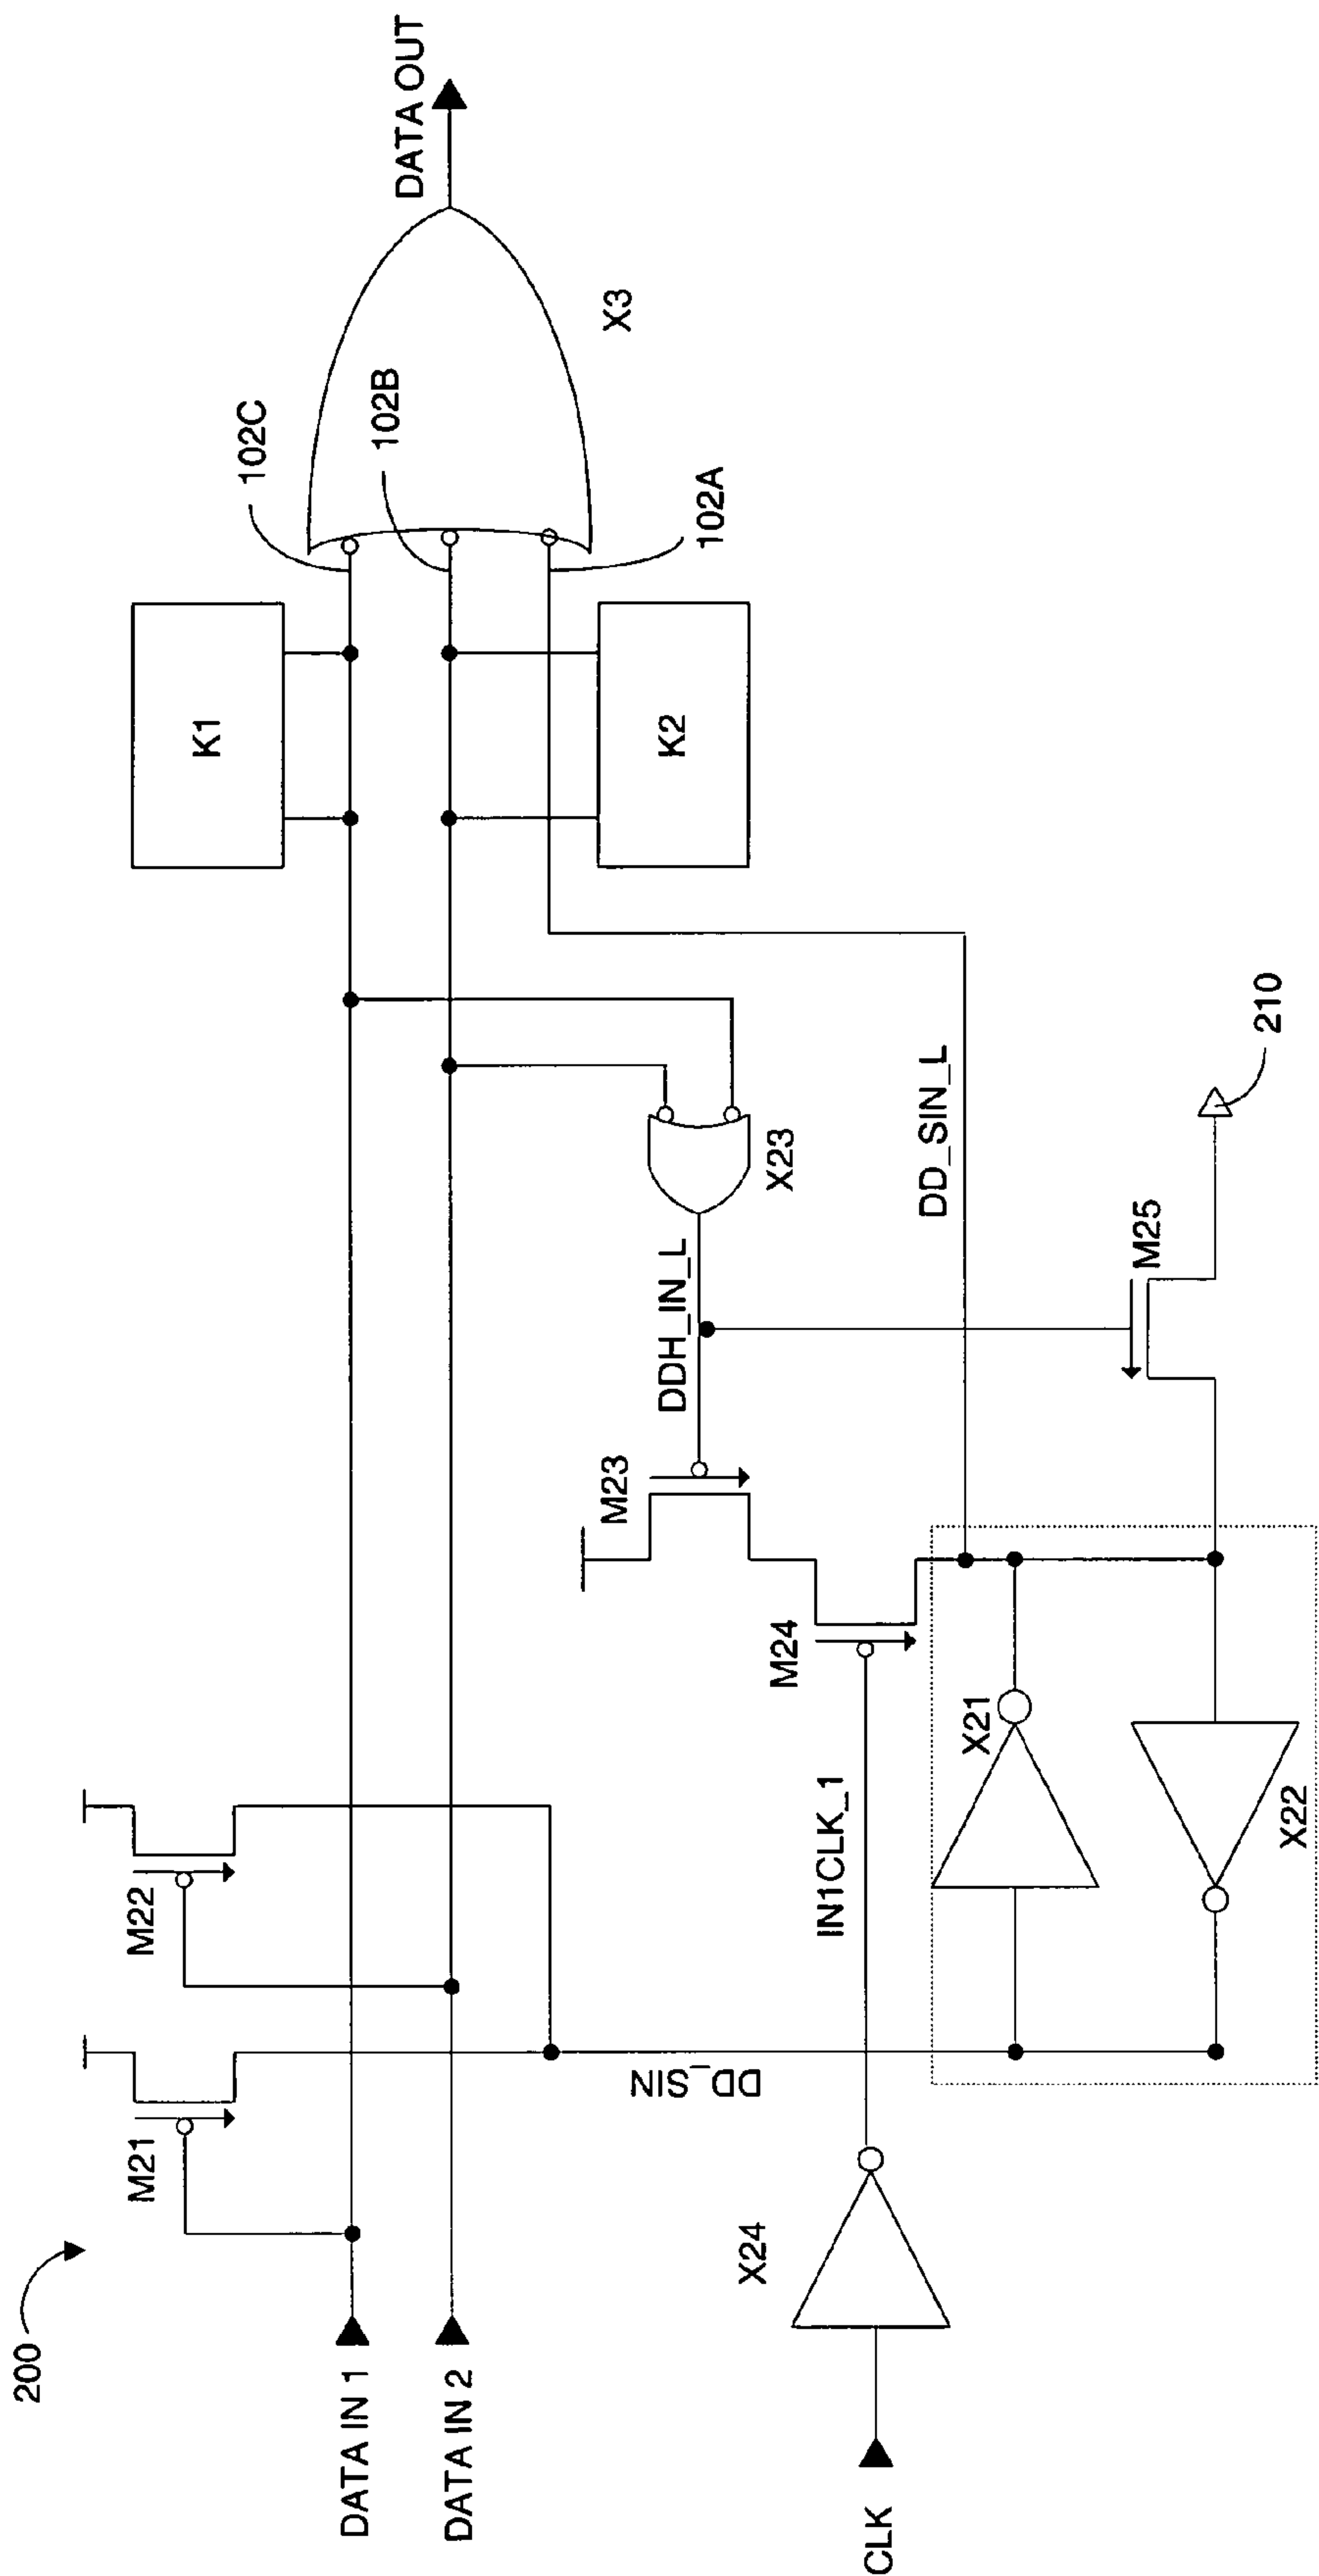 200
DATA IN 1
DATA IN 2
M21
M22
DD_SIN
CLK
X24
IN1CLK_1
M24
M23
DDH_IN_L
X23
X21
X22
M25
210
DD_SIN_L
K1
K2
102C
102B
102A
X3
DATA OUT